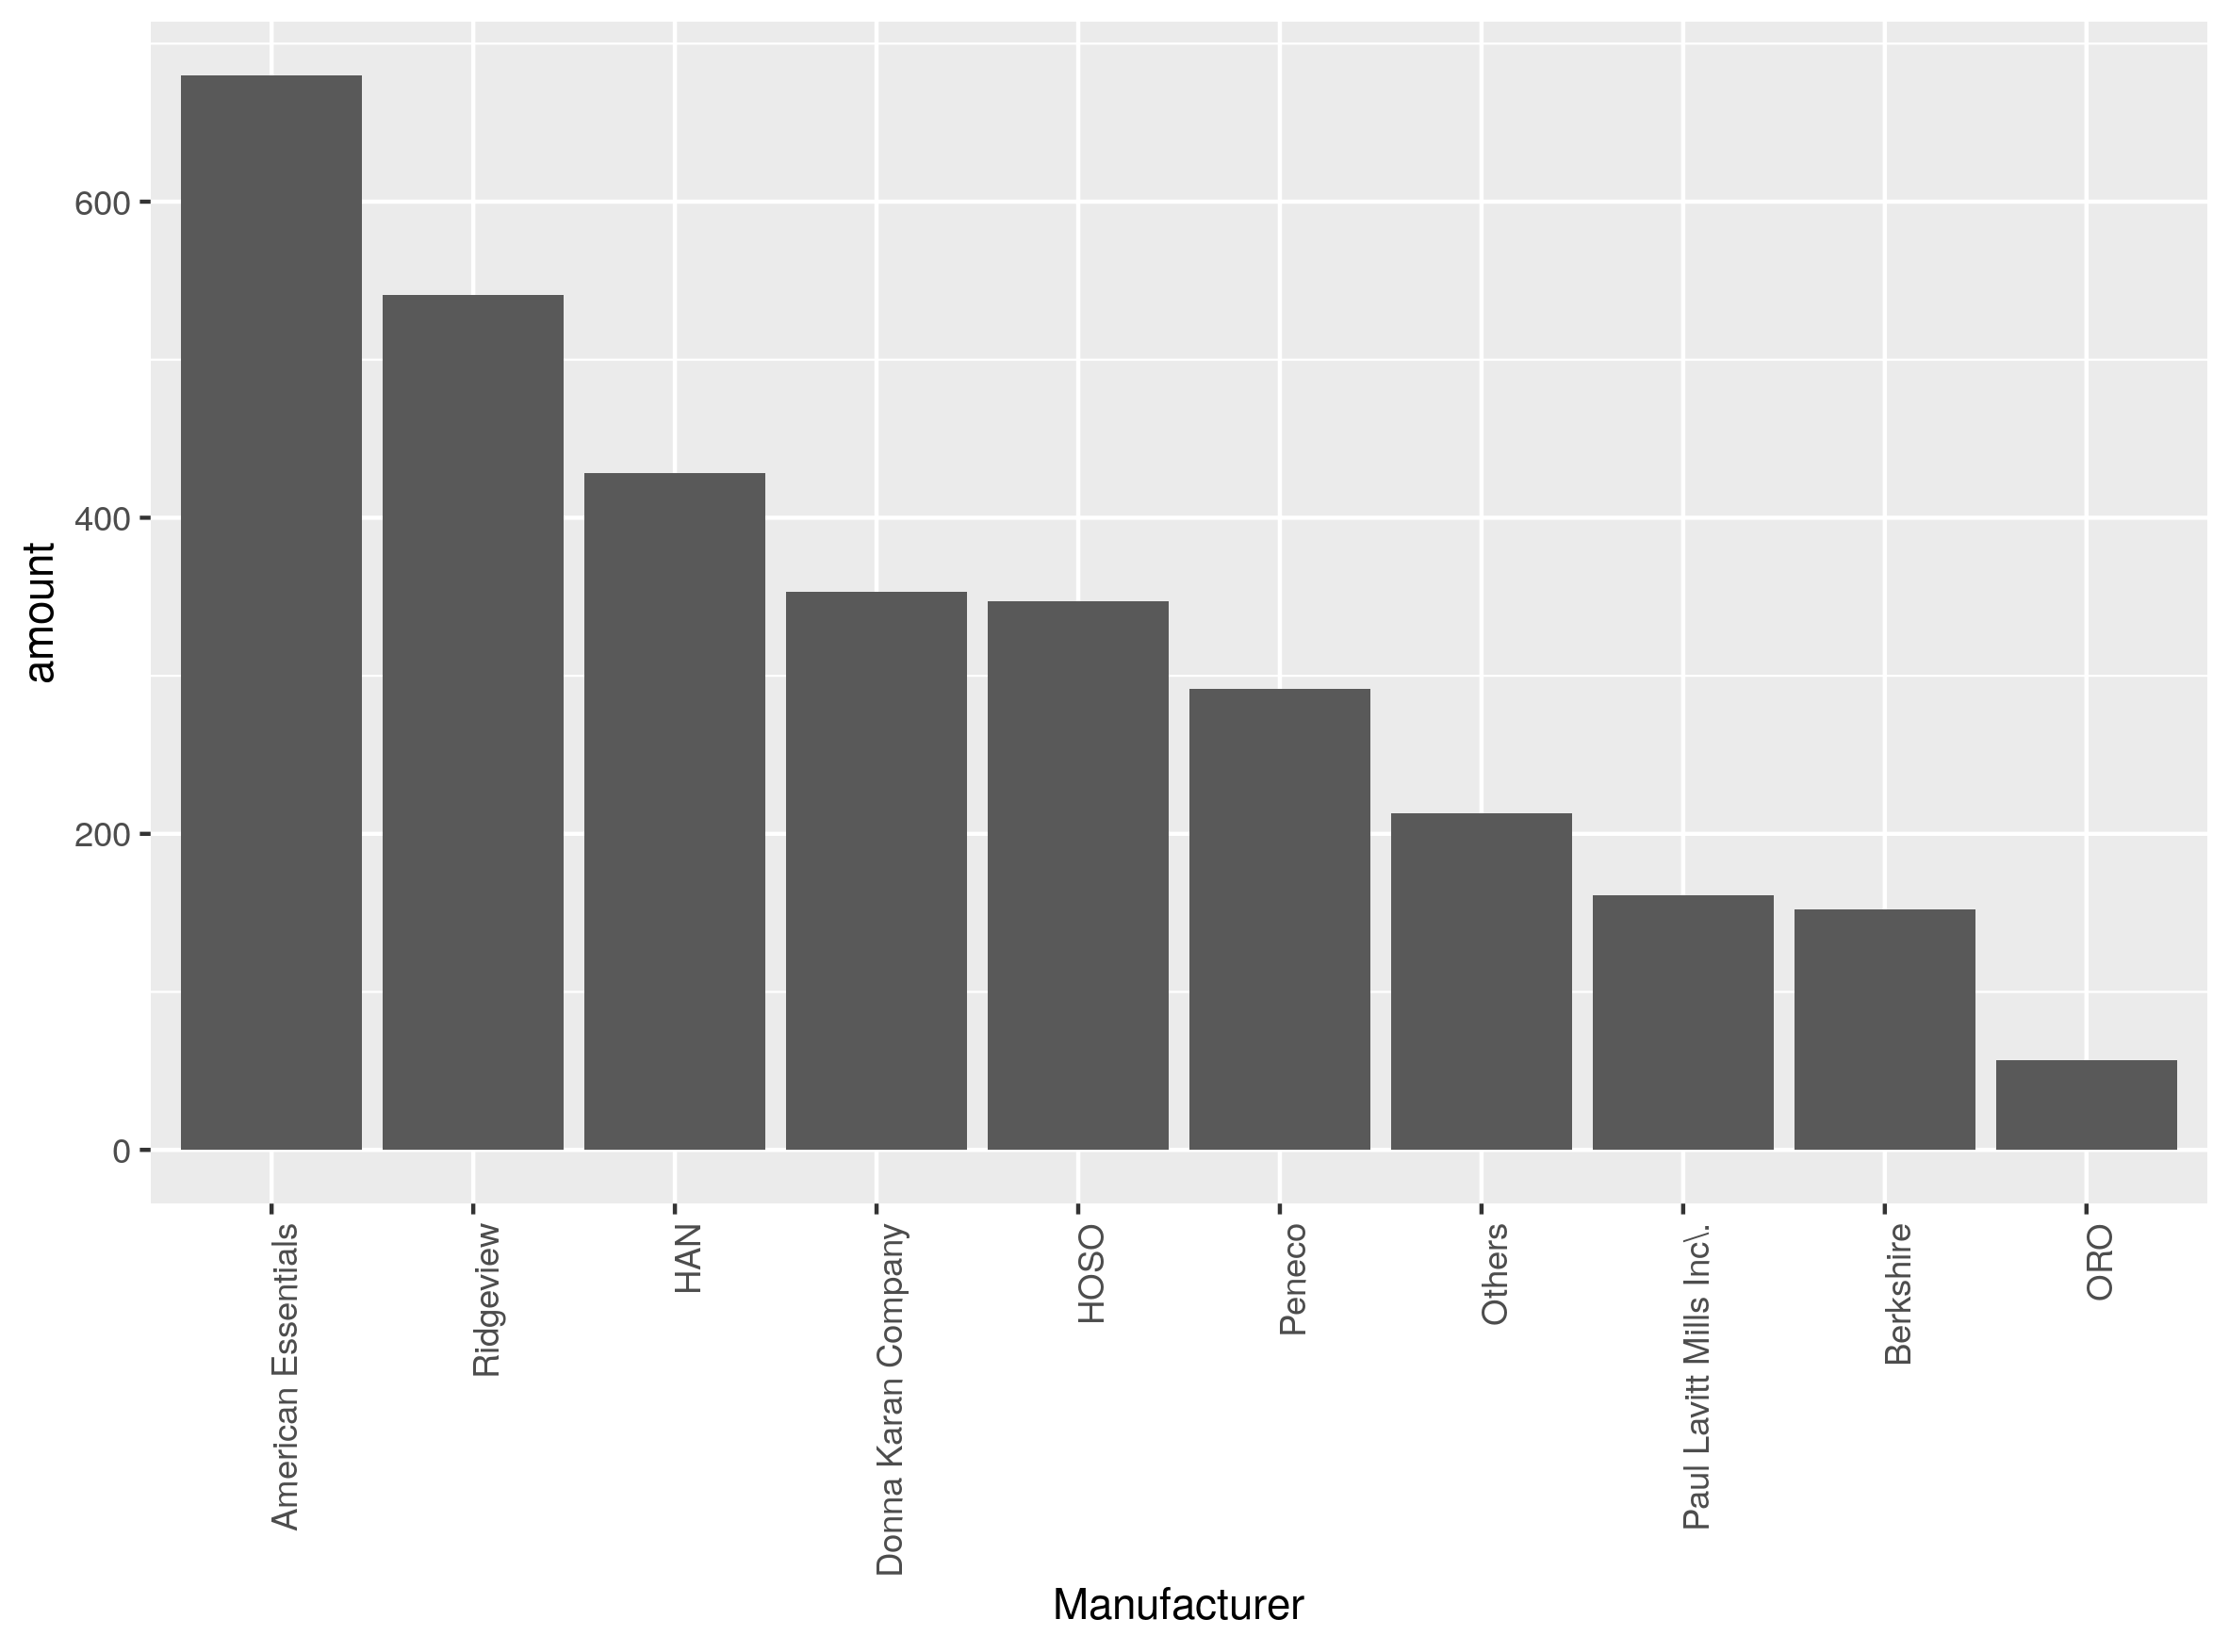 amount
600
400
200
0
American Essentials
Ridgeview
HAN
Donna Karan Company
HOSO
Peneco
Others
Paul Lavitt Mills Inc\.
Berkshire
ORO
Manufacturer